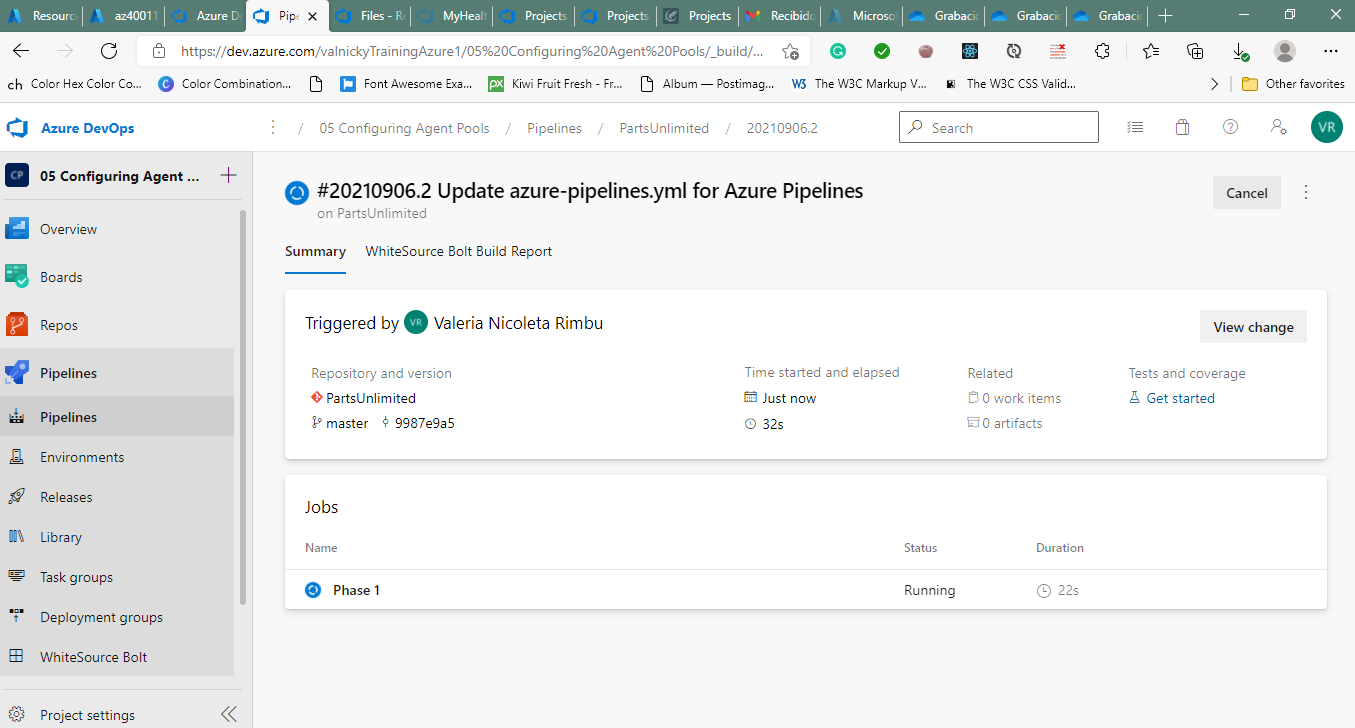 Resourc
az40011
Azure D
Pipe
Files - Re
MyHealt
Projects
Projects
Projects
Recibido
Microsof
Grabacio
Grabacio
Grabacio
https://dev.azure.com/valnickyTrainingAzure1/05%20Configuring%20Agent%20Pools/_build/...
ch Color Hex Color Co...
C Color Combination...
Font Awesome Exa...
PX Kiwi Fruit Fresh - Fr...
Album — Postimag...
W3 The W3C Markup V...
The W3C CSS Valid...
Other favorites
Azure DevOps
/ 05 Configuring Agent Pools / Pipelines / PartsUnlimited / 20210906.2
Search
VR
CP 05 Configuring Agent ...
Overview
Boards
Repos
Pipelines
Pipelines
Environments
Releases
Library
Task groups
Deployment groups
WhiteSource Bolt
Project settings
#20210906.2 Update azure-pipelines.yml for Azure Pipelines
on PartsUnlimited
Cancel
Summary
WhiteSource Bolt Build Report
Triggered by VR Valeria Nicoleta Rimbu
View change
Repository and version
PartsUnlimited
master 9987e9a5
Time started and elapsed
Just now
32s
Related
0 work items
0 artifacts
Tests and coverage
Get started
Jobs
Name Status Duration
Phase 1 Running 22s